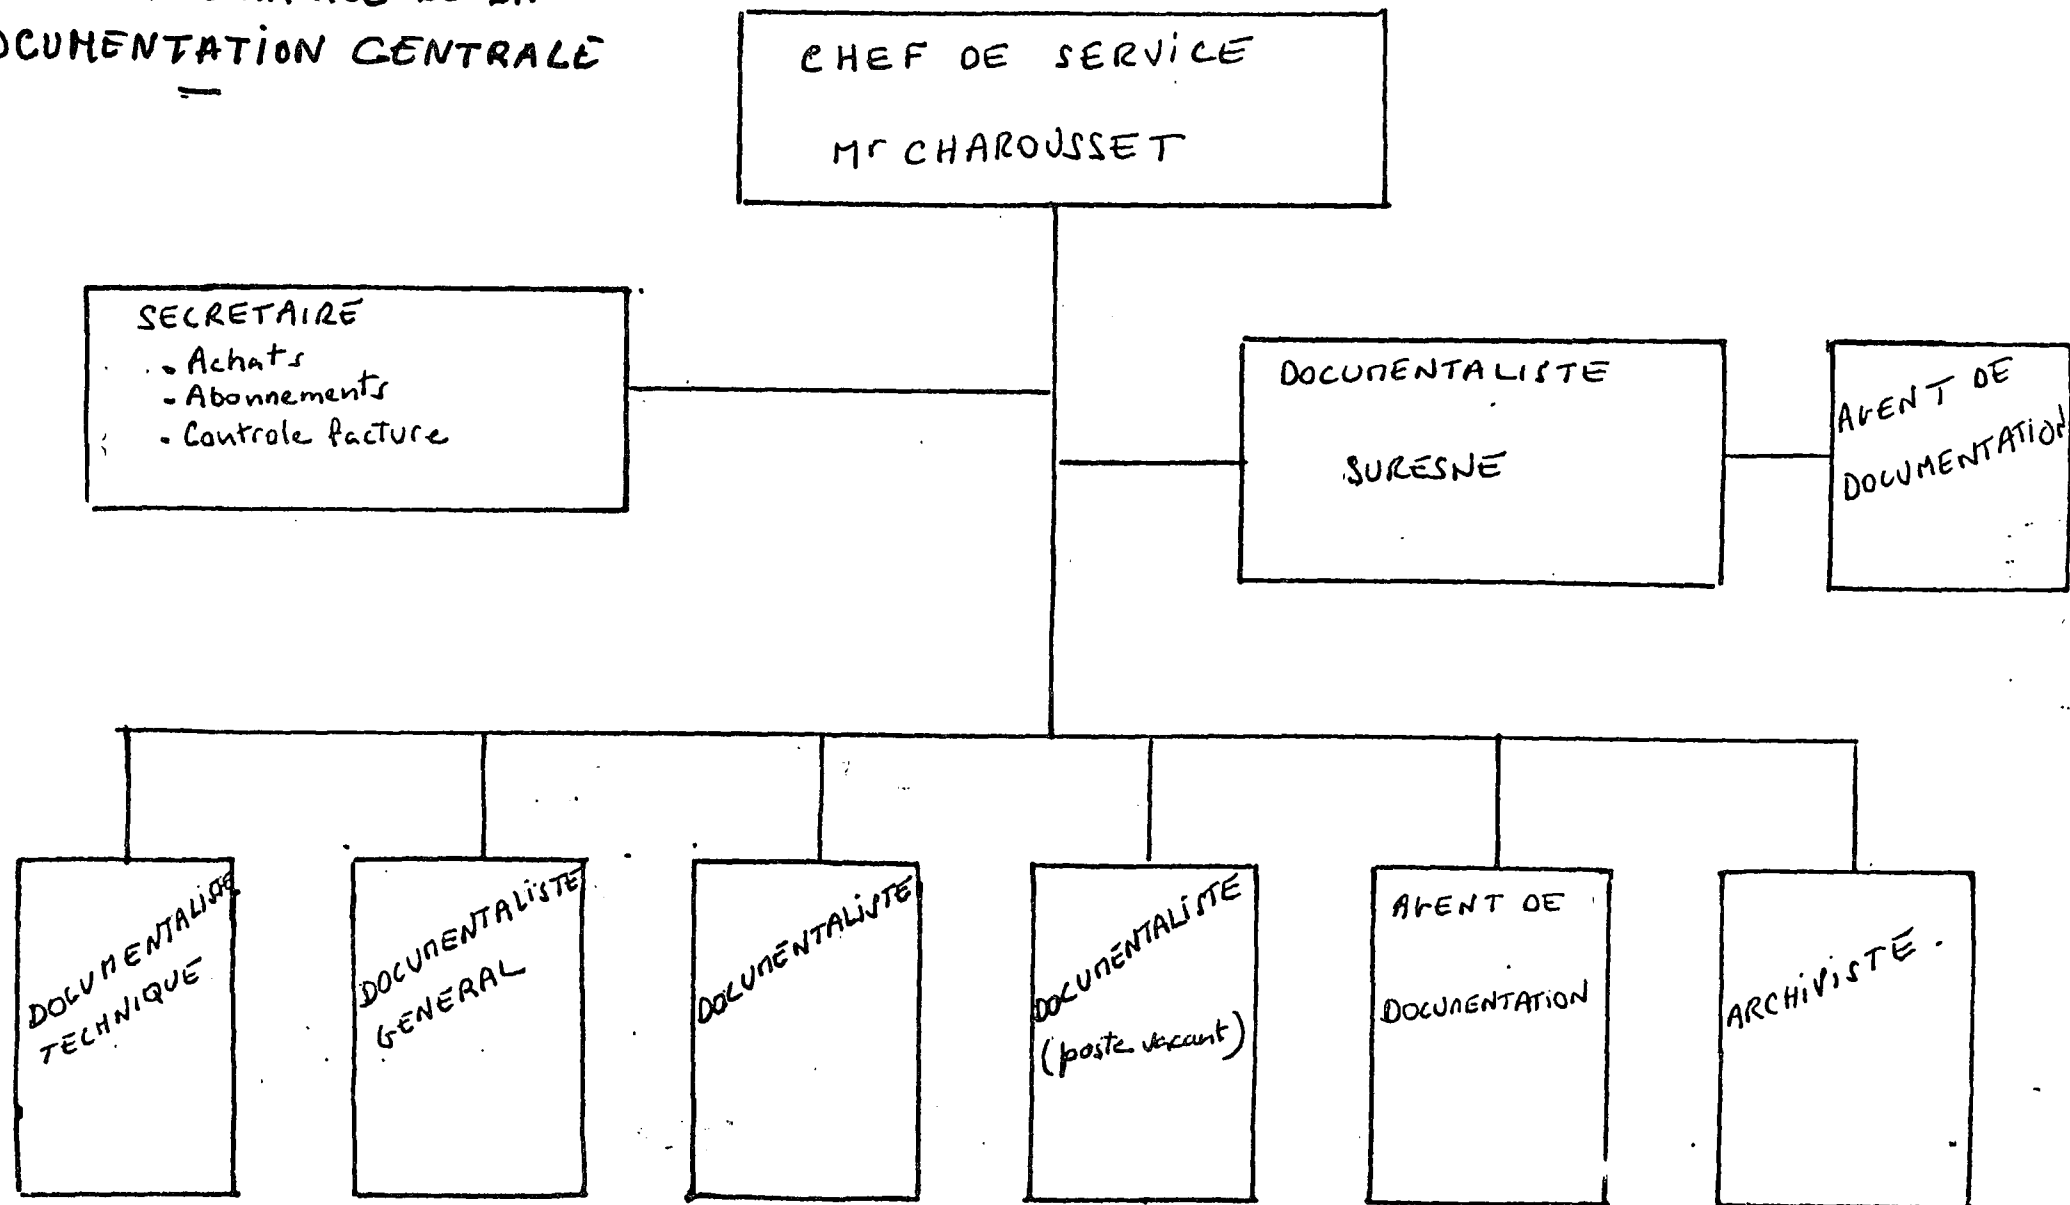 DOCUMENTATION CENTRALE
CHEF DE SERVICE
Mr CHAROUSSET
SECRETAIRE
- Achats
- Abonnements
- Controle facture
DOCUMENTALISTE
SURESNE
AGENT DE
DOCUMENTATION
DOCUMENTALISTE
TECHNIQUE
DOCUMENTALISTE
GENERAL
DOCUMENTALISTE
DOCUMENTALISTE
(poste vacant)
AGENT DE
DOCUMENTATION
ARCHIVISTE.